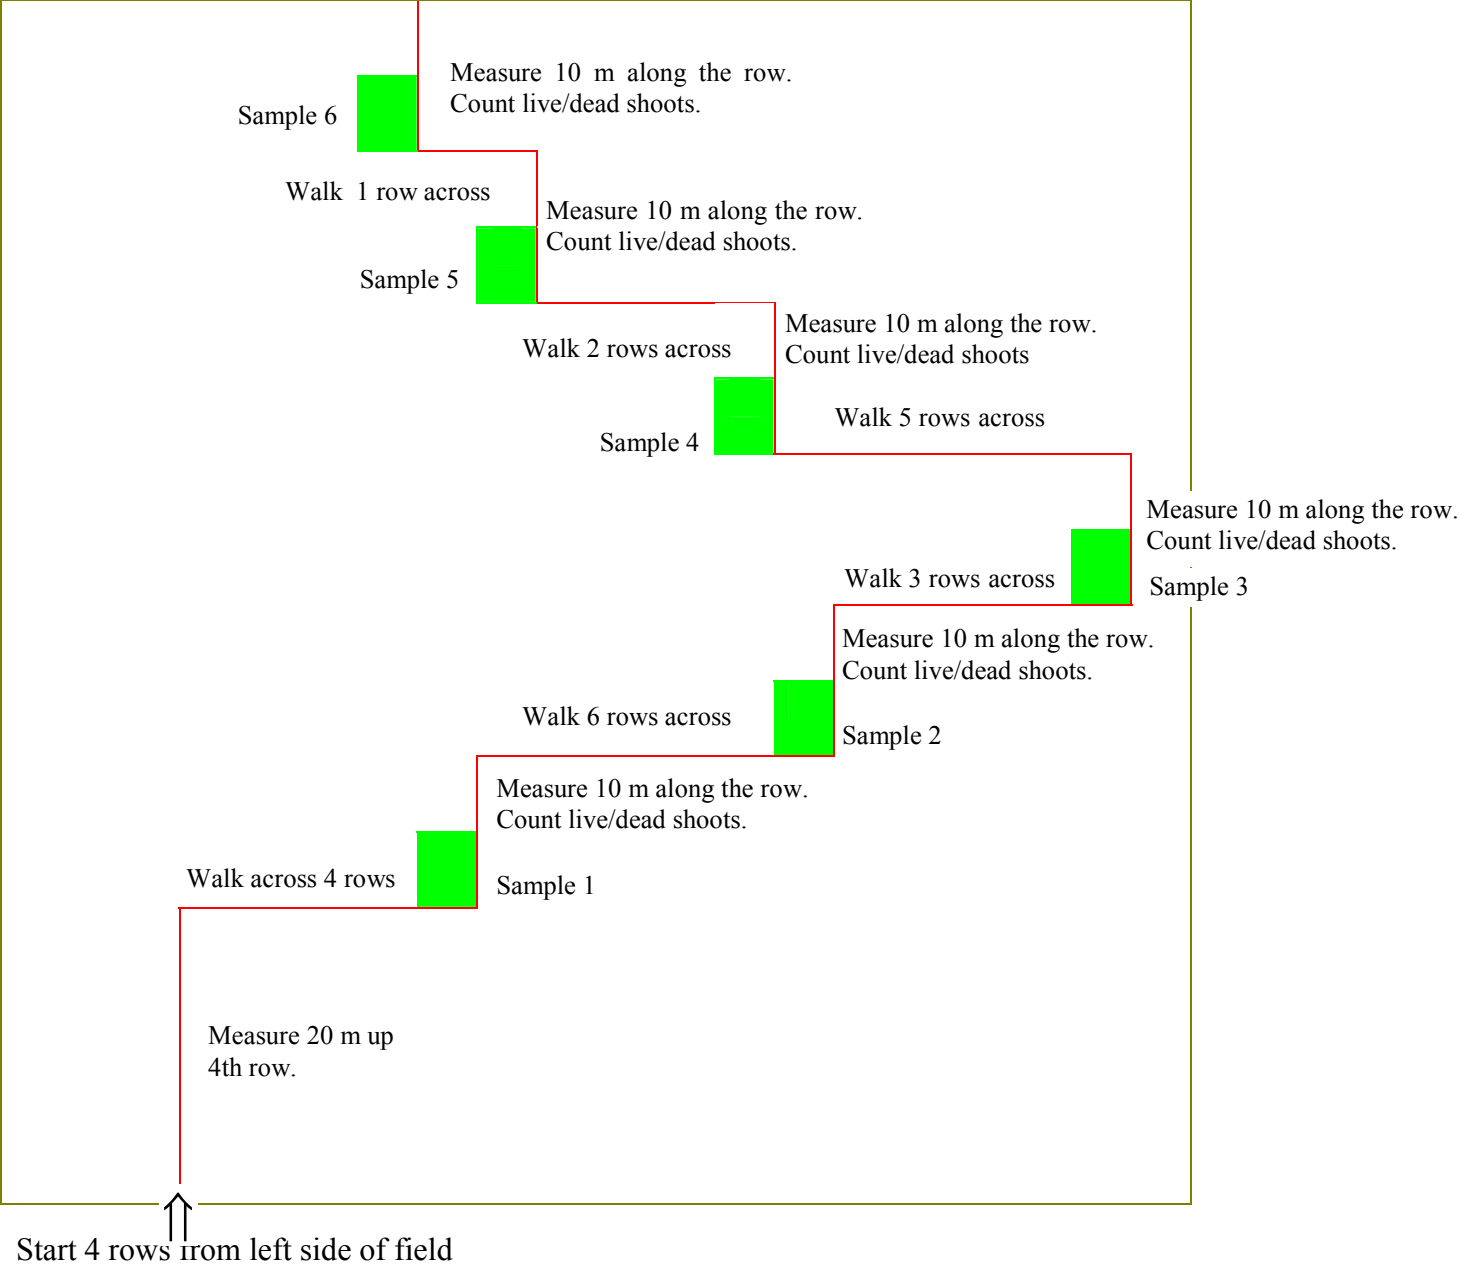 Measure 10 m along the row.
Count live/dead shoots.
Sample 6
Walk 1 row across
Measure 10 m along the row.
Count live/dead shoots.
Sample 5
Measure 10 m along the row.
Count live/dead shoots
Walk 2 rows across
Walk 5 rows across
Sample 4
Measure 10 m along the row.
Count live/dead shoots.
Walk 3 rows across
Sample 3
Measure 10 m along the row.
Count live/dead shoots.
Walk 6 rows across
Sample 2
Measure 10 m along the row.
Count live/dead shoots.
Walk across 4 rows
Sample 1
Measure 20 m up
4th row.
Start 4 rows from left side of field